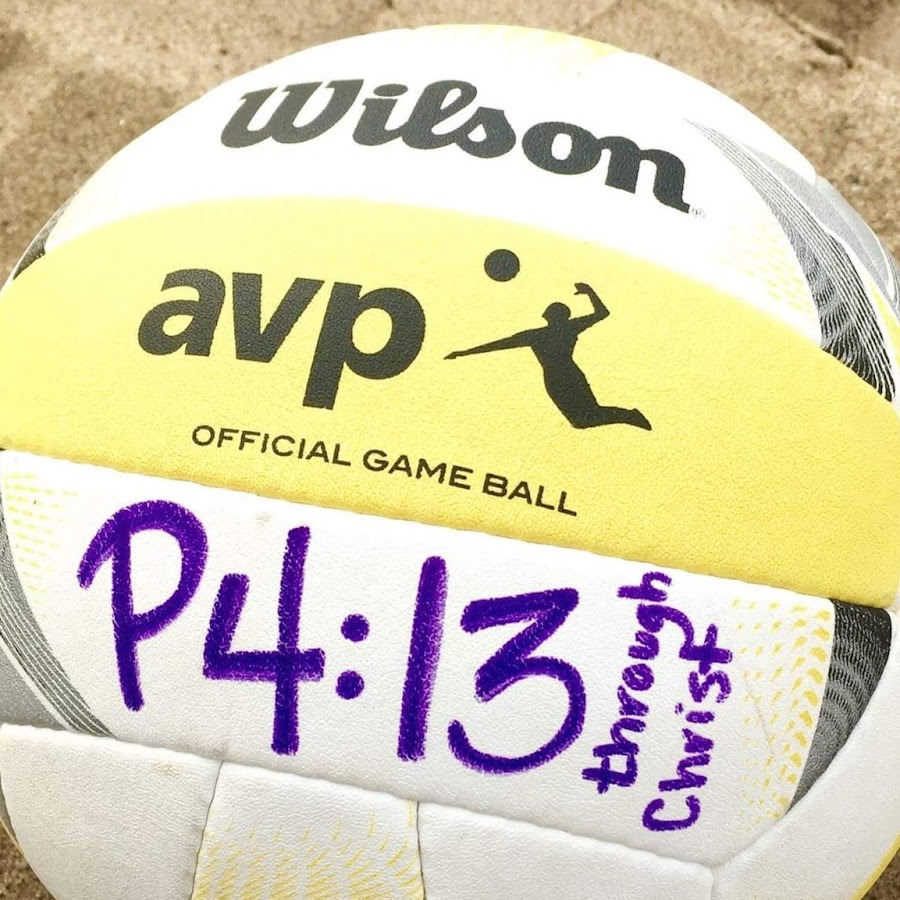 Wilson®
avp
OFFICIAL GAME BALL
P4:13
through
Christ